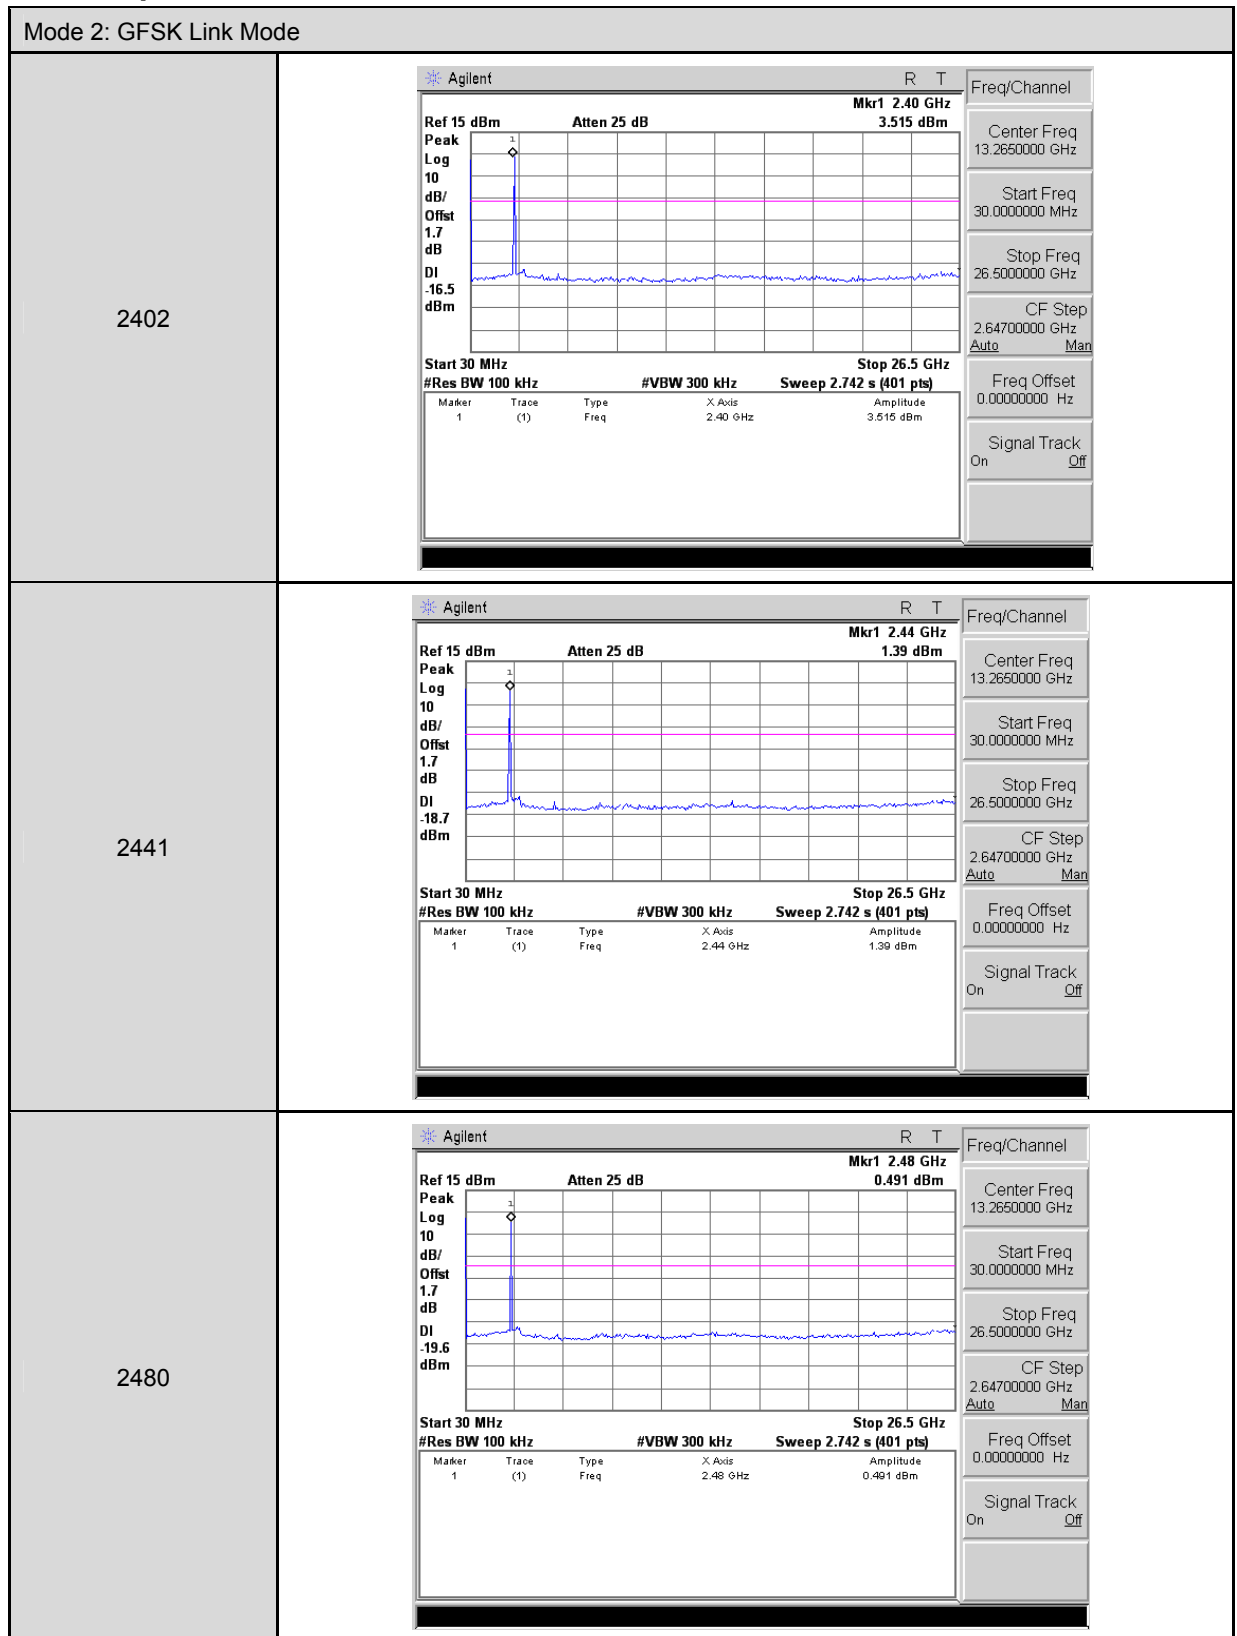 Mode 2: GFSK Link Mode
2402
Agilent R T
Mkr1 2.40 GHz
Ref 15 dBm Atten 25 dB 3.515 dBm
Peak
Log
10
dB/
Offst
1.7
dB
DI
-16.5
dBm
1
Start 30 MHz Stop 26.5 GHz
#Res BW 100 kHz #VBW 300 kHz Sweep 2.742 s (401 pts)
Marker Trace Type X Axis Amplitude
1 (1) Freq 2.40 GHz 3.515 dBm
Freq/Channel
Center Freq
13.2650000 GHz
Start Freq
30.0000000 MHz
Stop Freq
26.5000000 GHz
CF Step
2.64700000 GHz
Auto Man
Freq Offset
0.00000000 Hz
Signal Track
On Off
2441
Agilent R T
Mkr1 2.44 GHz
Ref 15 dBm Atten 25 dB 1.39 dBm
Peak
Log
10
dB/
Offst
1.7
dB
DI
-18.7
dBm
1
Start 30 MHz Stop 26.5 GHz
#Res BW 100 kHz #VBW 300 kHz Sweep 2.742 s (401 pts)
Marker Trace Type X Axis Amplitude
1 (1) Freq 2.44 GHz 1.39 dBm
Freq/Channel
Center Freq
13.2650000 GHz
Start Freq
30.0000000 MHz
Stop Freq
26.5000000 GHz
CF Step
2.64700000 GHz
Auto Man
Freq Offset
0.00000000 Hz
Signal Track
On Off
2480
Agilent R T
Mkr1 2.48 GHz
Ref 15 dBm Atten 25 dB 0.491 dBm
Peak
Log
10
dB/
Offst
1.7
dB
DI
-19.6
dBm
1
Start 30 MHz Stop 26.5 GHz
#Res BW 100 kHz #VBW 300 kHz Sweep 2.742 s (401 pts)
Marker Trace Type X Axis Amplitude
1 (1) Freq 2.48 GHz 0.491 dBm
Freq/Channel
Center Freq
13.2650000 GHz
Start Freq
30.0000000 MHz
Stop Freq
26.5000000 GHz
CF Step
2.64700000 GHz
Auto Man
Freq Offset
0.00000000 Hz
Signal Track
On Off